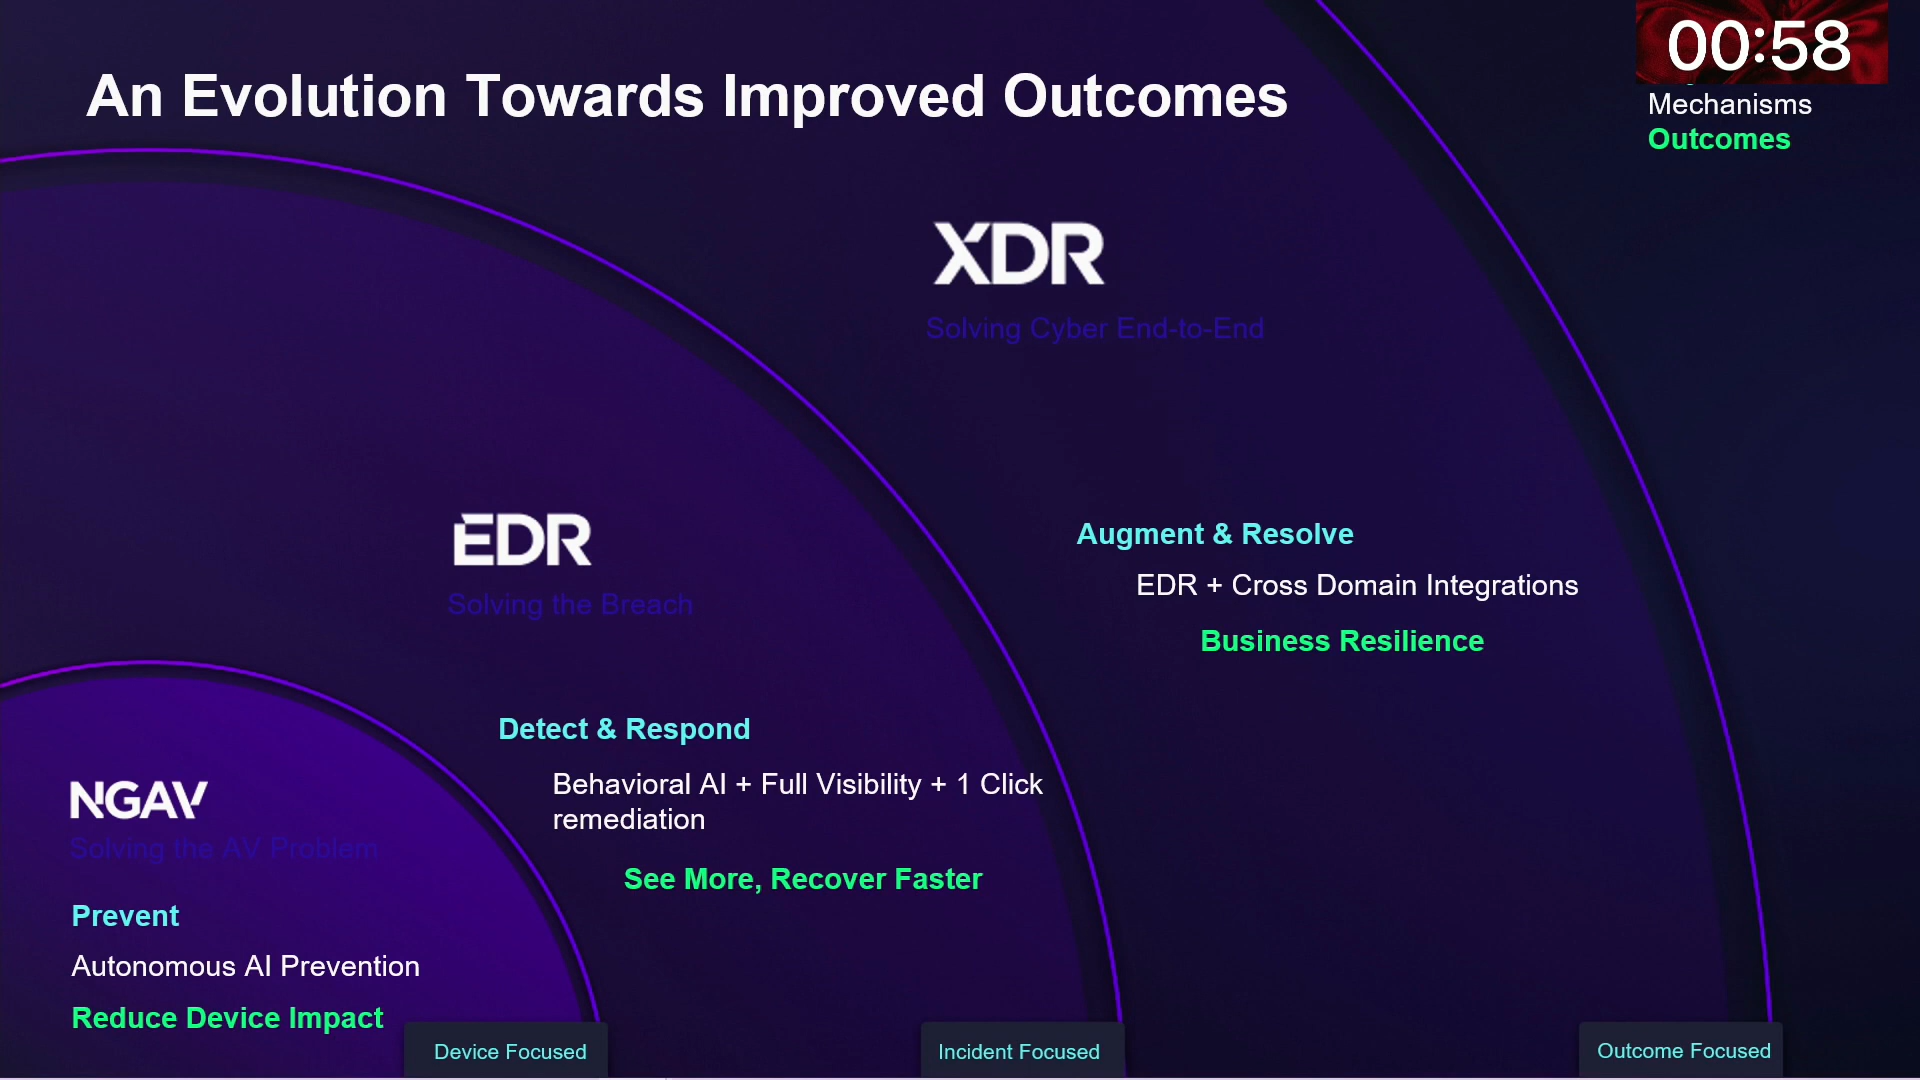 00:58
Mechanisms
Outcomes
An Evolution Towards Improved Outcomes
XDR
Solving Cyber End-to-End
Augment & Resolve
EDR + Cross Domain Integrations
Business Resilience
EDR
Solving the Breach
Detect & Respond
Behavioral AI + Full Visibility + 1 Click
remediation
See More, Recover Faster
NGAV
Solving the AV Problem
Prevent
Autonomous AI Prevention
Reduce Device Impact
Device Focused
Incident Focused
Outcome Focused